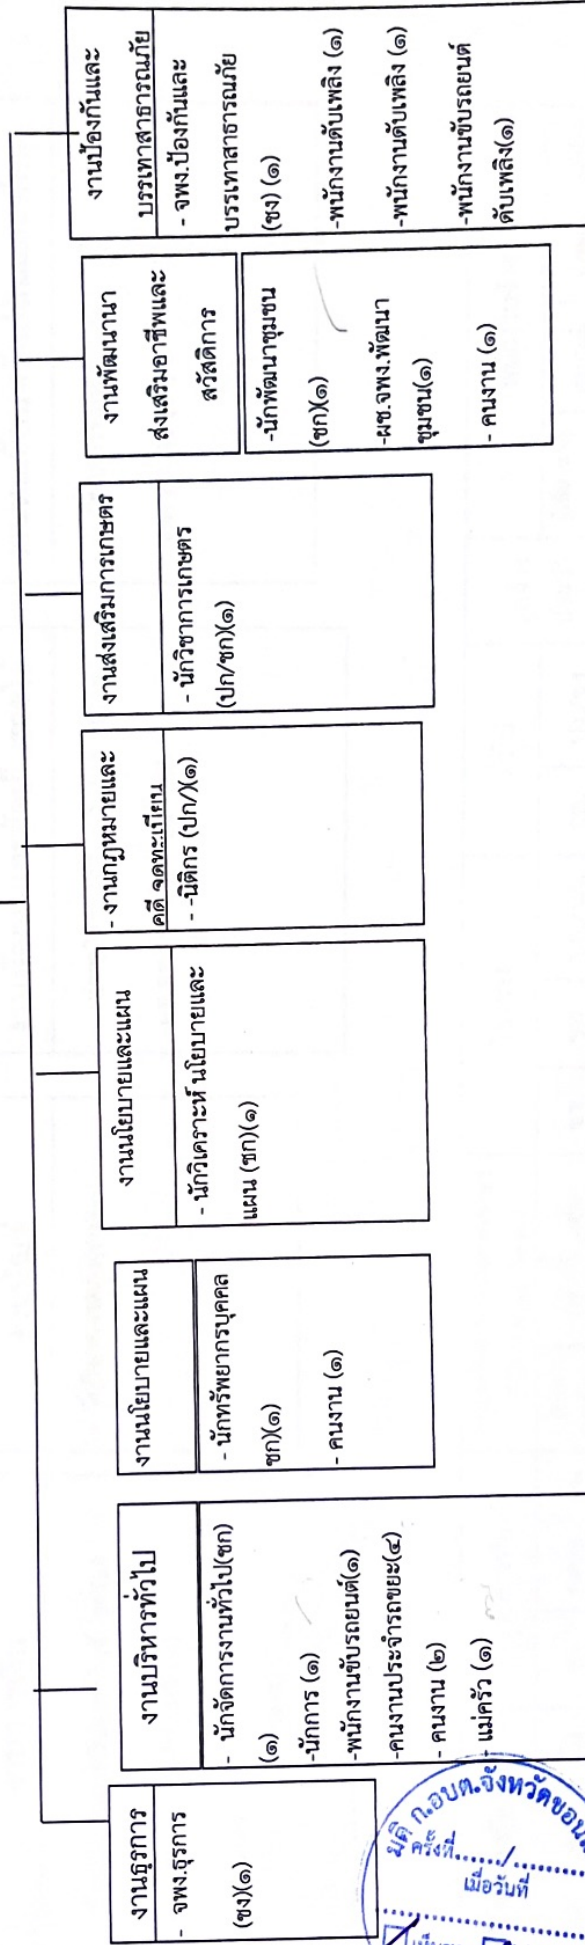 งานธุรการ
- จพง.ธุรการ
(ชง)(๑)
งานบริหารทั่วไป
- นักจัดการงานทั่วไป(ชก)
(๑)
-นักการ (๑)
-พนักงานขับรถยนต์(๑)
-คนงานประจำรถขยะ(๔)
- คนงาน (๒)
- แม่ครัว (๑)
งานนโยบายและแผน
- นักทรัพยากรบุคคล
ชก)(๑)
- คนงาน (๑)
งานนโยบายและแผน
- นักวิเคราะห์ นโยบายและ
แผน (ชก)(๑)
- งานกฎหมายและ
คดี จดทะเบียน
- -นิติกร (ปก/)(๑)
งานส่งเสริมการเกษตร
- นักวิชาการเกษตร
(ปก/ชก)(๑)
งานพัฒนานา
ส่งเสริมอาชีพและ
สวัสดิการ
-นักพัฒนาชุมชน
(ชก)(๑)
-ผช.จพง.พัฒนา
ชุมชน(๑)
- คนงาน (๑)
งานป้องกันและ
บรรเทาสาธารณภัย
- จพง.ป้องกันและ
บรรเทาสาธารณภัย
(ชง) (๑)
-พนักงานดับเพลิง (๑)
-พนักงานดับเพลิง (๑)
-พนักงานขับรถยนต์
ดับเพลิง(๑)
มติ ก.อบต.จังหวัดขอน
ครั้งที่....../......
เมื่อวันที่